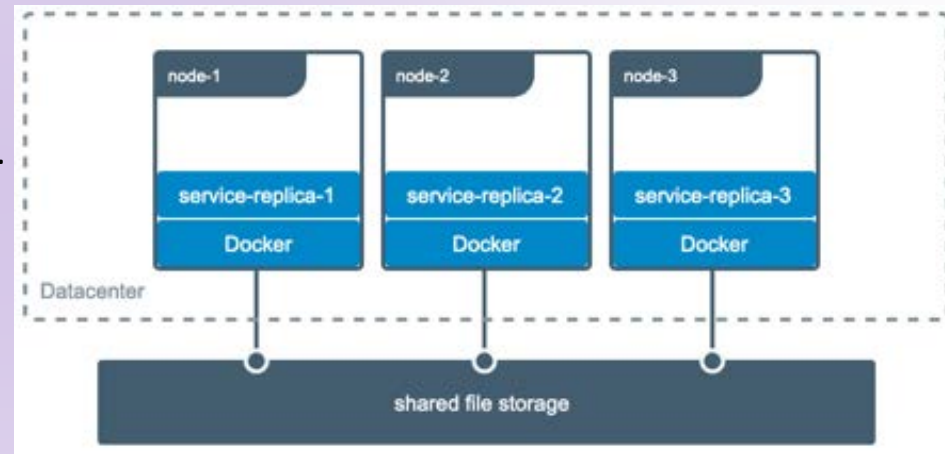 node-1
node-2
node-3
service-replica-1
service-replica-2
service-replica-3
Docker
Docker
Docker
Datacenter
shared file storage